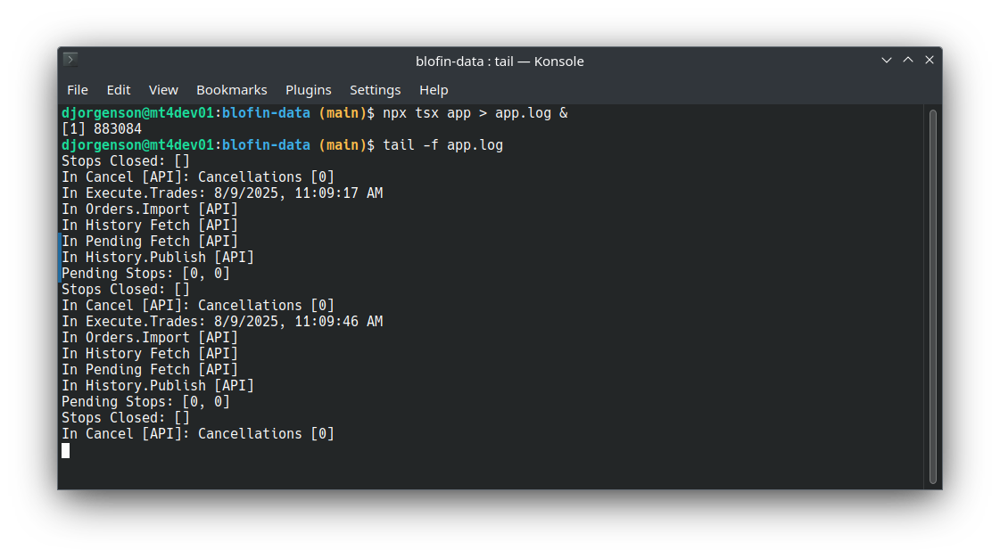 blofin-data : tail — Konsole
File Edit View Bookmarks Plugins Settings Help
djorgenson@mt4dev01:blofin-data (main)$ npx tsx app > app.log &
[1] 883084
djorgenson@mt4dev01:blofin-data (main)$ tail -f app.log
Stops Closed: []
In Cancel [API]: Cancellations [0]
In Execute.Trades: 8/9/2025, 11:09:17 AM
In Orders.Import [API]
In History Fetch [API]
In Pending Fetch [API]
In History.Publish [API]
Pending Stops: [0, 0]
Stops Closed: []
In Cancel [API]: Cancellations [0]
In Execute.Trades: 8/9/2025, 11:09:46 AM
In Orders.Import [API]
In History Fetch [API]
In Pending Fetch [API]
In History.Publish [API]
Pending Stops: [0, 0]
Stops Closed: []
In Cancel [API]: Cancellations [0]